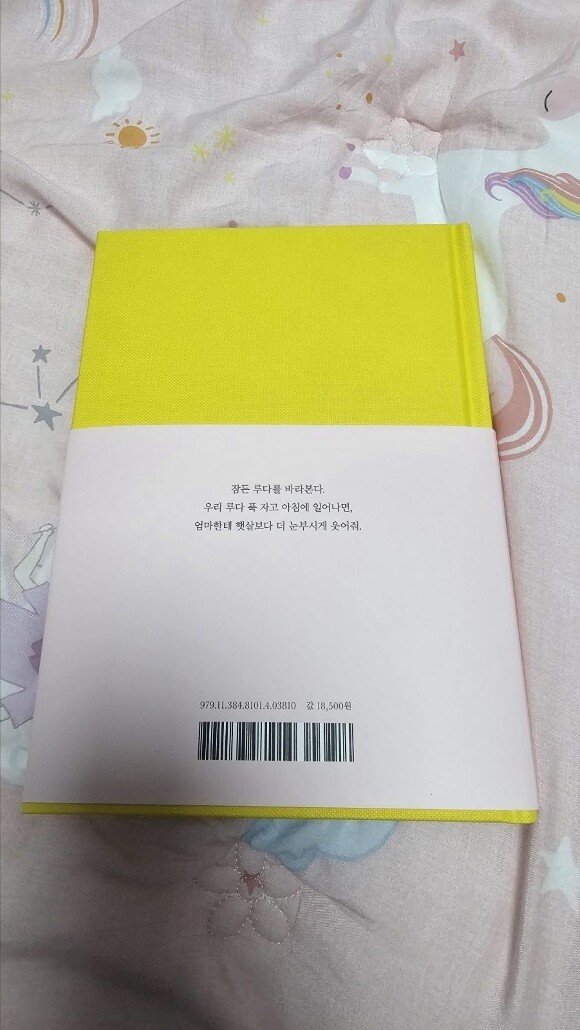 잠든 루다를 바라본다.
우리 루다 푹 자고 아침에 일어나면,
엄마한테 햇살보다 더 눈부시게 웃어줘.
979.11.384.8101.4.03810 값 18,500원